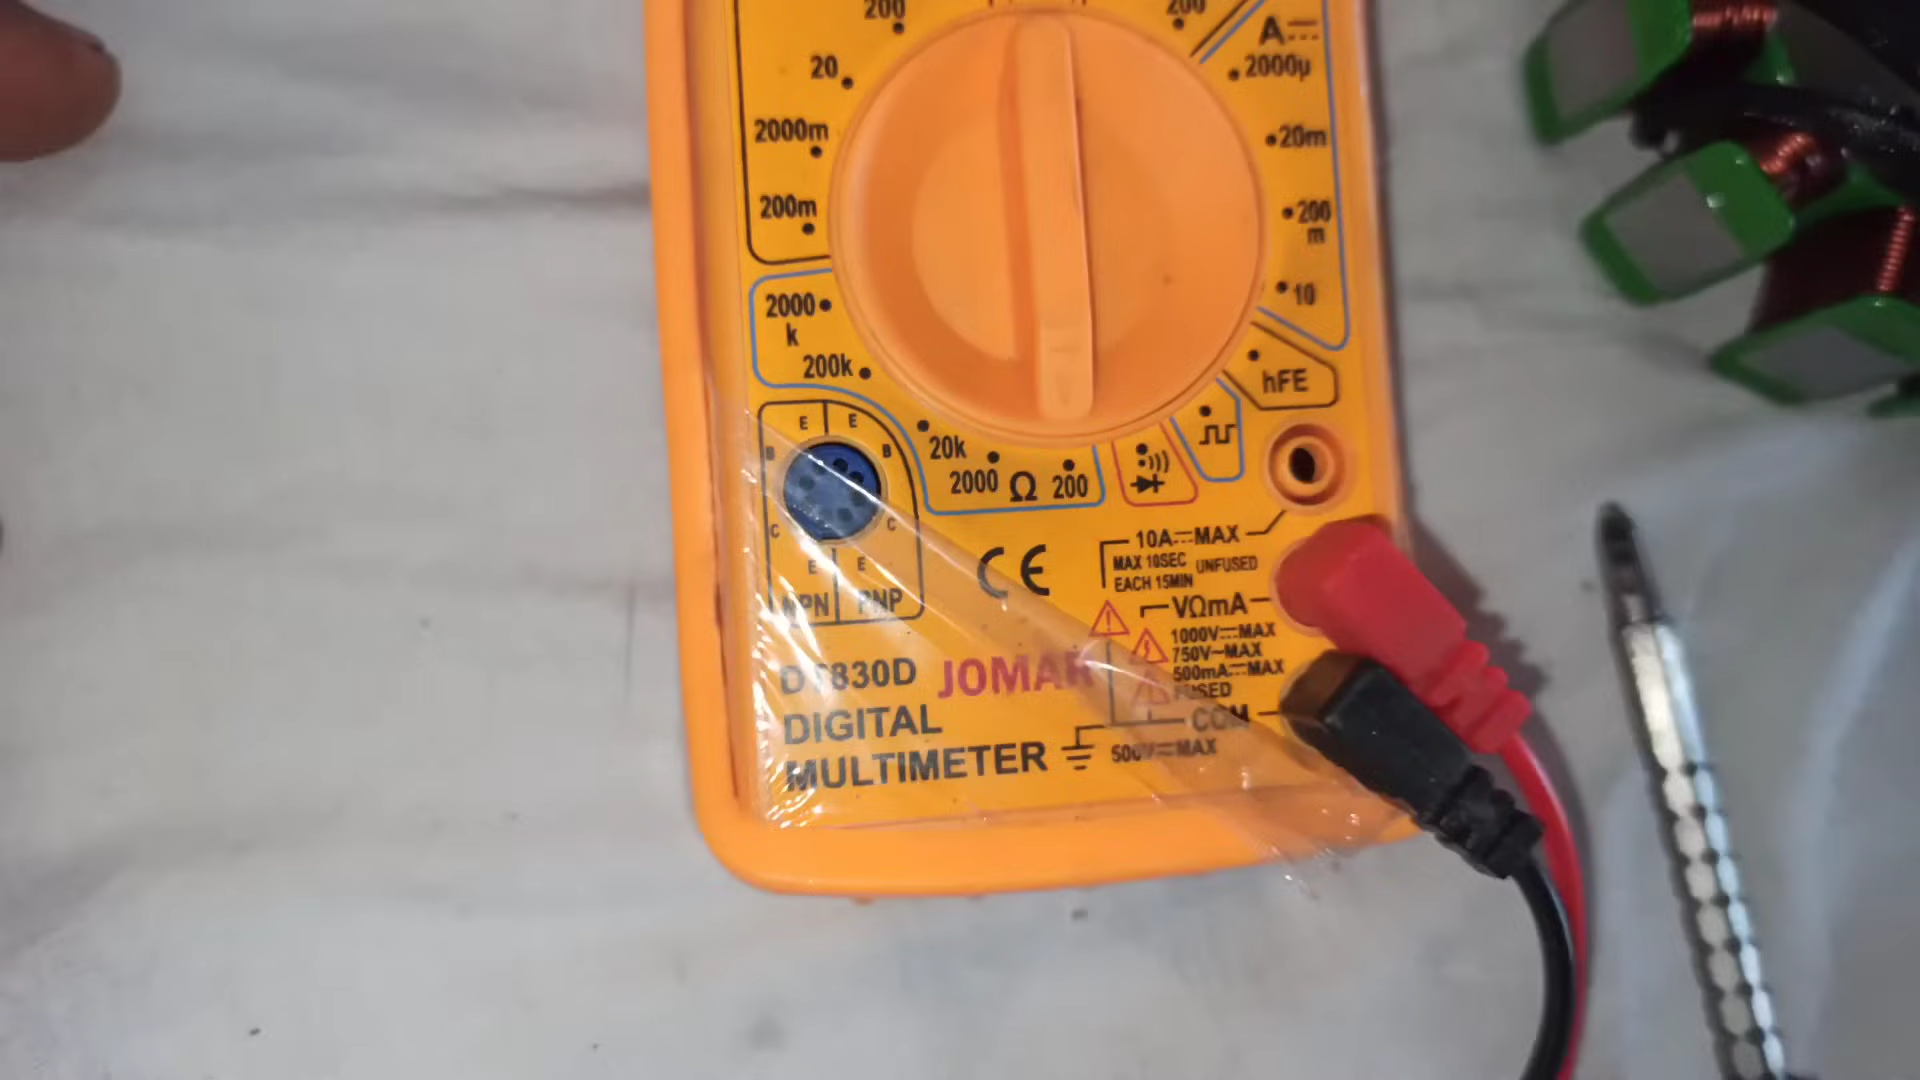 200
200
20
A
2000µ
2000m
20m
200m
200
m
2000
k
10
200k
hFE
E E
B B
20k
2000 Ω 200
C C
E E
NPN PNP
CE
10A MAX
MAX 10SEC UNFUSED
EACH 15MIN
VΩmA
1000V MAX
750V~MAX
500mA MAX
FUSED
COM
500V MAX
DT830D JOMAR
DIGITAL
MULTIMETER